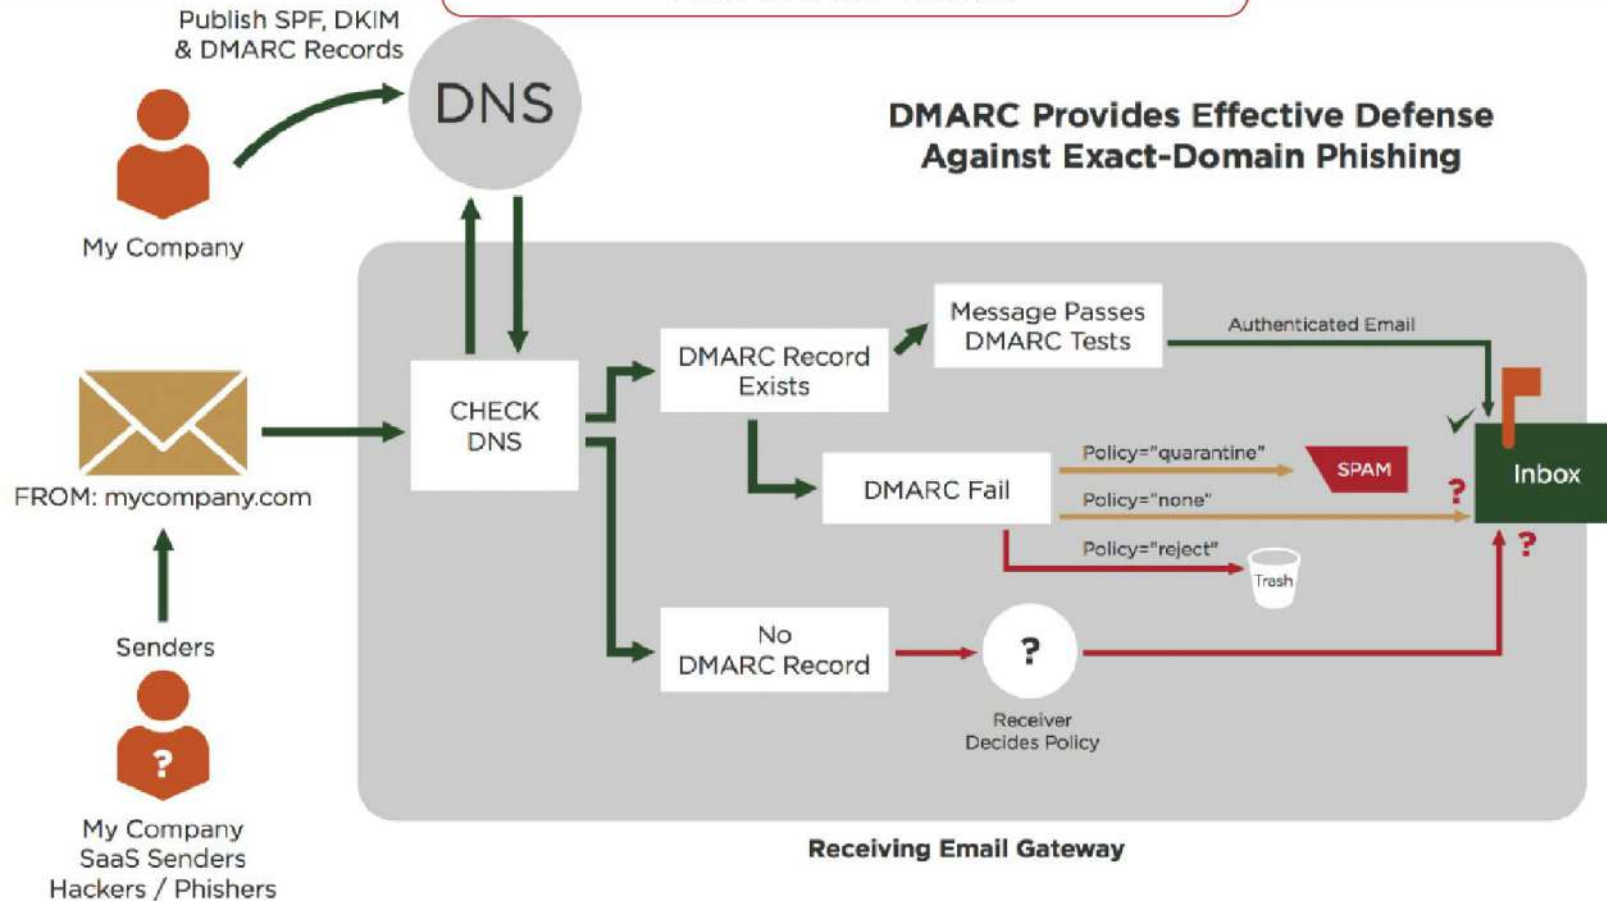 Publish SPF, DKIM
& DMARC Records
DNS
DMARC Provides Effective Defense
Against Exact-Domain Phishing
My Company
Message Passes
DMARC Tests
Authenticated Email
DMARC Record
Exists
CHECK
DNS
FROM: mycompany.com
DMARC Fail
Policy="quarantine"
SPAM
Policy="none"
?
Inbox
?
Policy="reject"
Trash
Senders
No
DMARC Record
?
Receiver
Decides Policy
?
My Company
SaaS Senders
Hackers / Phishers
Receiving Email Gateway